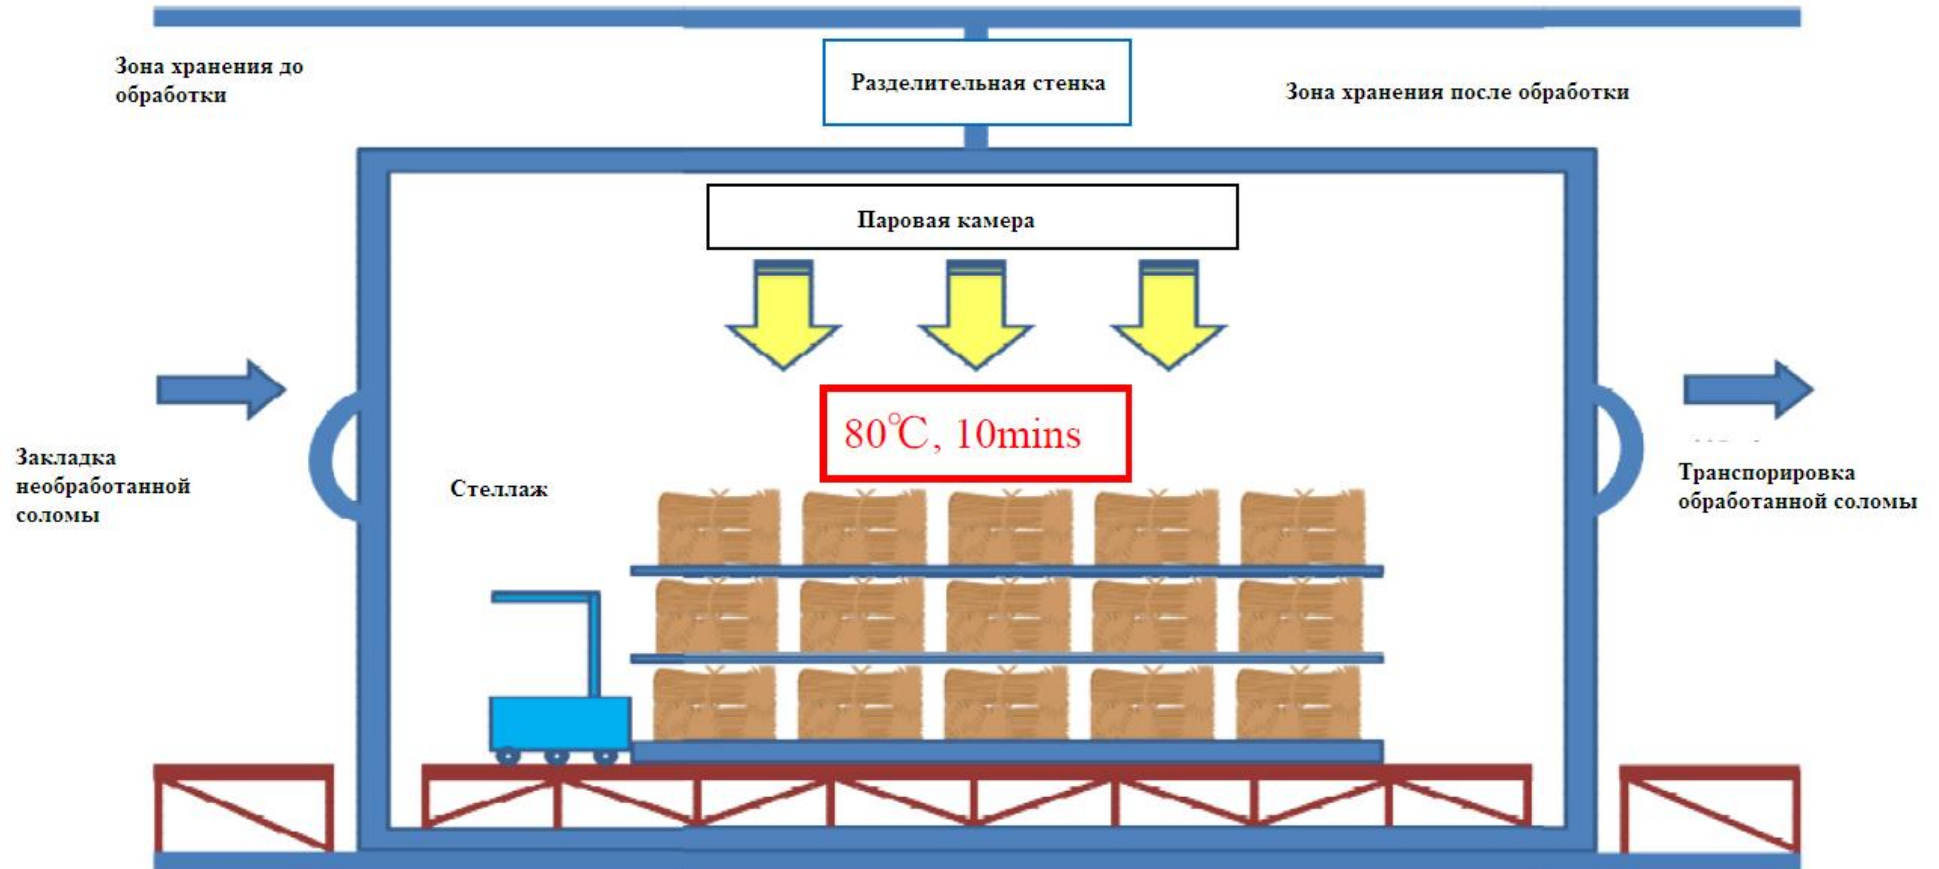 Зона хранения до
обработки
Разделительная стенка
Зона хранения после обработки
Паровая камера
80℃, 10mins
Закладка
необработанной
соломы
Стеллаж
Транспорировка
обработанной соломы